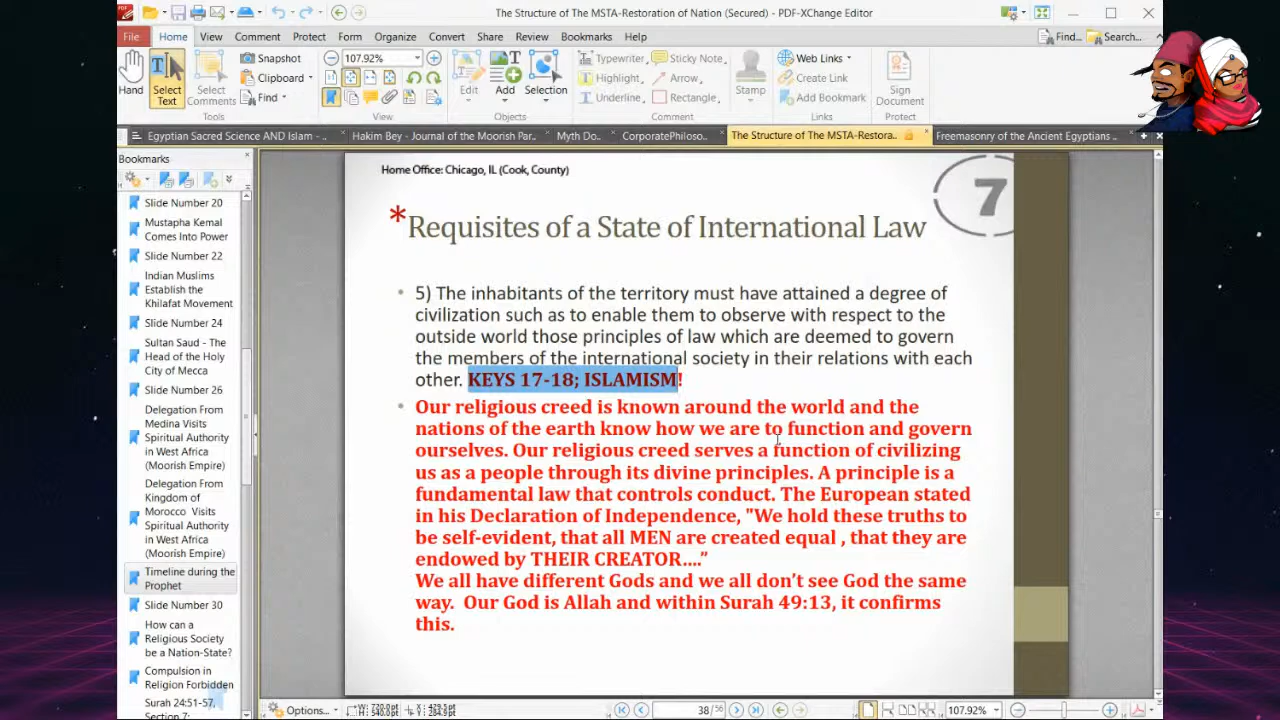 The Structure of The MSTA-Restoration of Nation (Secured) - PDF-XChange Editor
File Home View Comment Protect Form Organize Convert Share Review Bookmarks Help Find... Search...
Hand
Select Text
Select Comments
Snapshot
Clipboard
Find
Tools
107.92%
View
Edit
Add
Selection
Objects
Typewriter
Highlight
Underline
Sticky Note
Arrow
Rectangle
Stamp
Comment
Web Links
Create Link
Add Bookmark
Links
Sign Document
Protect
Egyptian Sacred Science AND Islam - ... Hakim Bey - Journal of the Moorish Par... Myth Do... CorporatePhiloso... The Structure of The MSTA-Restora... Freemasonry of the Ancient Egyptians ...
Bookmarks
Slide Number 20
Mustapha Kemal
Comes Into Power
Slide Number 22
Indian Muslims
Establish the
Khilafat Movement
Slide Number 24
Sultan Saud - The
Head of the Holy
City of Mecca
Slide Number 26
Delegation From
Medina Visits
Spiritual Authority
in West Africa
(Moorish Empire)
Delegation From
Kingdom of
Morocco Visits
Spiritual Authority
in West Africa
(Moorish Empire)
Timeline during the
Prophet
Slide Number 30
How can a
Religious Society
be a Nation-State?
Compulsion in
Religion Forbidden
Surah 24:51-57,
Section 7:
Home Office: Chicago, IL (Cook, County)
7
*Requisites of a State of International Law
• 5) The inhabitants of the territory must have attained a degree of
civilization such as to enable them to observe with respect to the
outside world those principles of law which are deemed to govern
the members of the international society in their relations with each
other. KEYS 17-18; ISLAMISM!
• Our religious creed is known around the world and the
nations of the earth know how we are to function and govern
ourselves. Our religious creed serves a function of civilizing
us as a people through its divine principles. A principle is a
fundamental law that controls conduct. The European stated
in his Declaration of Independence, "We hold these truths to
be self-evident, that all MEN are created equal , that they are
endowed by THEIR CREATOR...."
We all have different Gods and we all don't see God the same
way. Our God is Allah and within Surah 49:13, it confirms
this.
Options...
38 / 56
107.92%